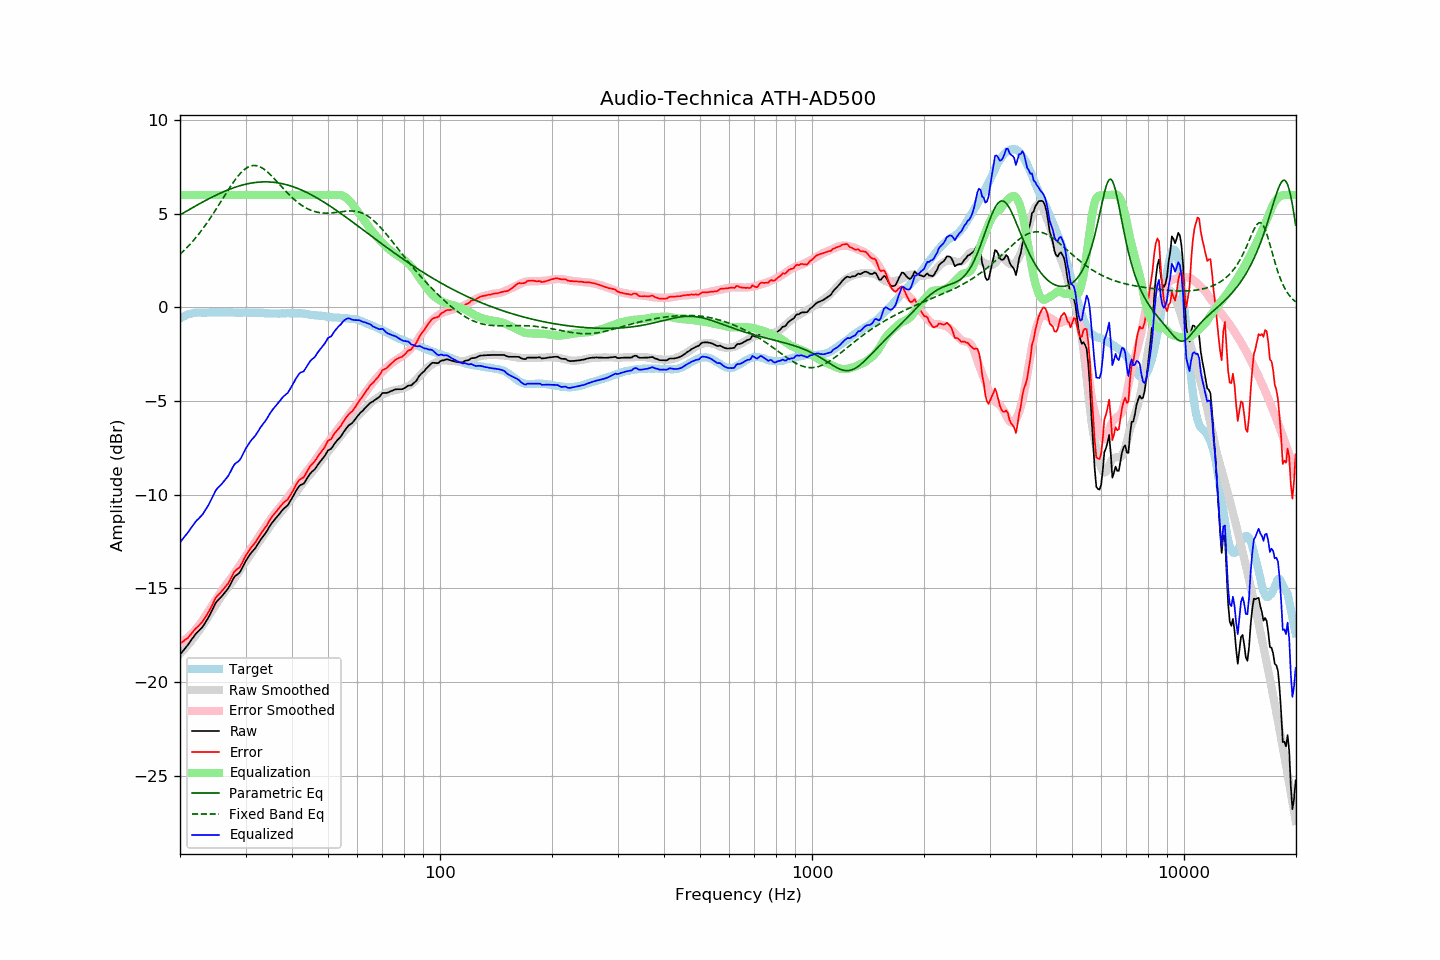 Audio-Technica ATH-AD500
10
5
0
−5
−10
−15
−20
−25
Amplitude (dBr)
Target
Raw Smoothed
Error Smoothed
Raw
Error
Equalization
Parametric Eq
Fixed Band Eq
Equalized
100
1000
10000
Frequency (Hz)